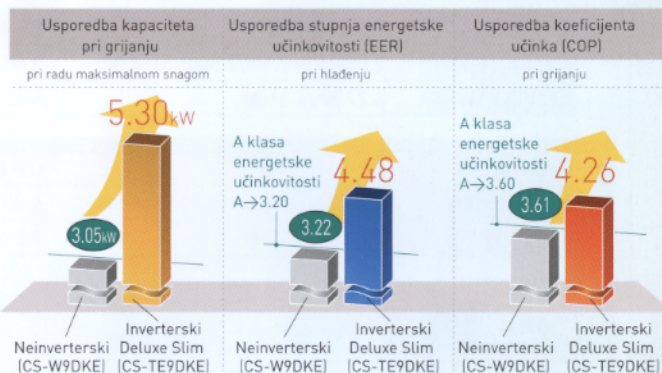 Usporedba kapaciteta
pri grijanju
pri radu maksimalnom snagom
5.30kW
3.05kW
Neinverterski
(CS-W9DKE)
Inverterski
Deluxe Slim
(CS-TE9DKE)
Usporedba stupnja energetske
učinkovitosti (EER)
pri hlađenju
A klasa
energetske
učinkovitosti
A→3.20
4.48
3.22
Neinverterski
(CS-W9DKE)
Inverterski
Deluxe Slim
(CS-TE9DKE)
Usporedba koeficijenta
učinka (COP)
pri grijanju
A klasa
energetske
učinkovitosti
A→3.60
4.26
3.61
Neinverterski
(CS-W9DKE)
Inverterski
Deluxe Slim
(CS-TE9DKE)